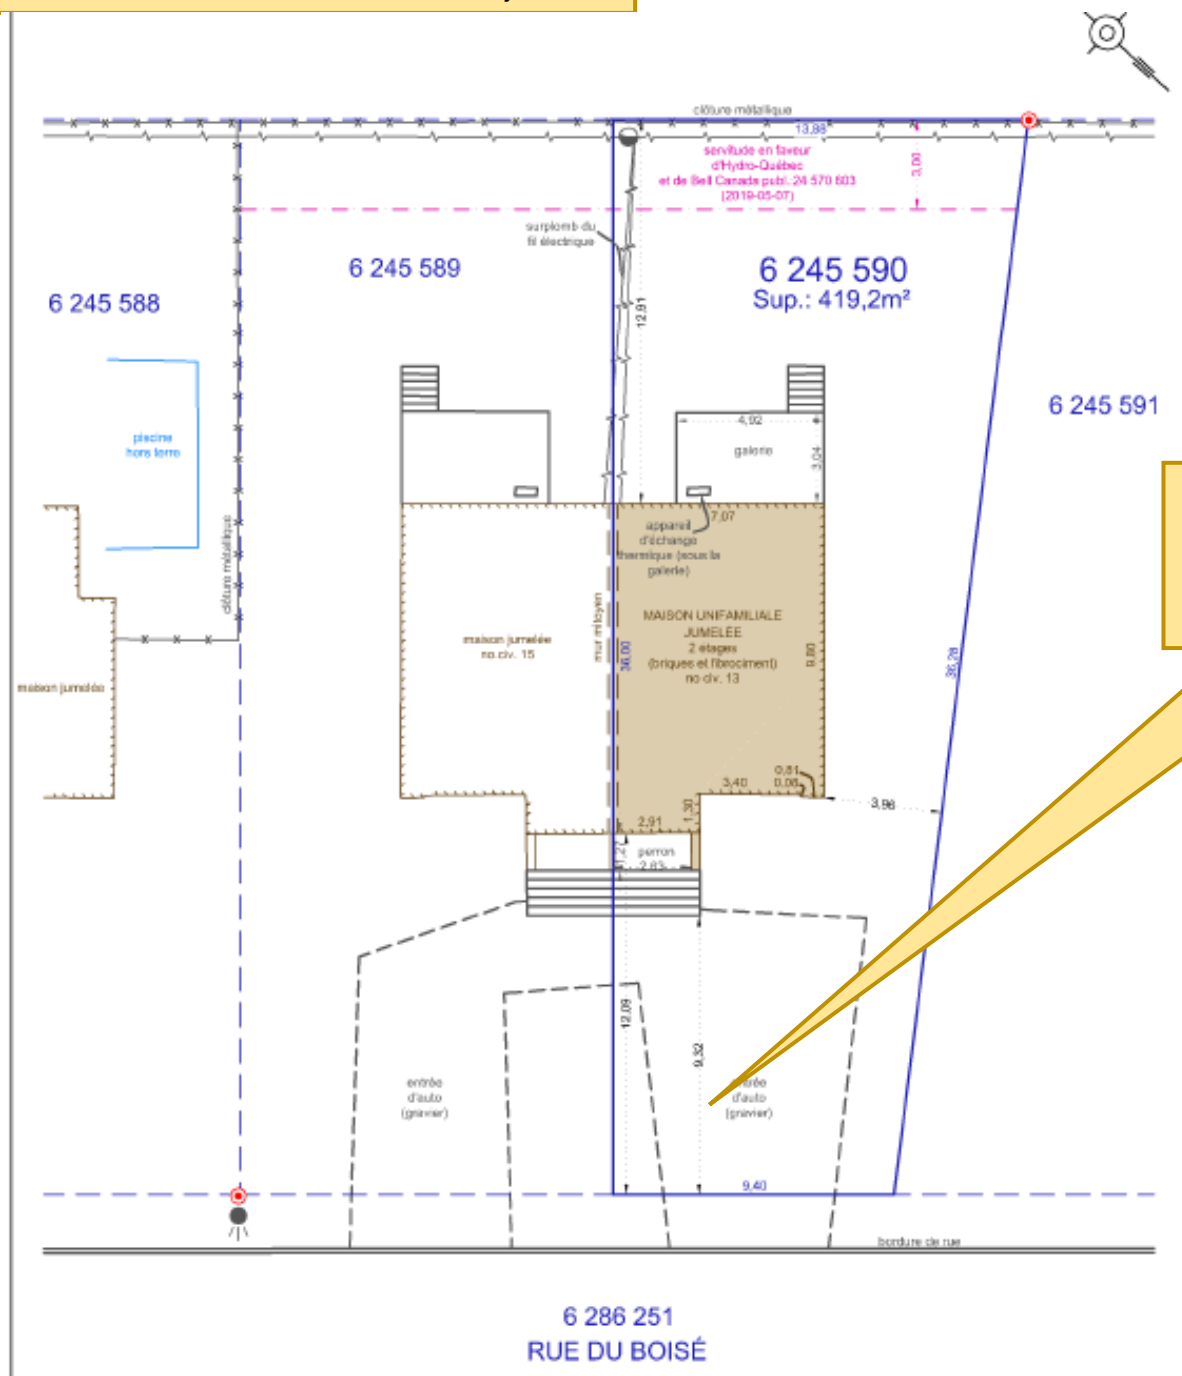 clôture métallique
13,88
servitude en faveur
d'Hydro-Québec
et de Bell Canada publ. 24 570 603
(2019-05-07)
3,00
surplomb du
fil électrique
6 245 588
6 245 589
6 245 590
Sup.: 419,2m²
12,91
6 245 591
piscine
hors terre
4,92
galerie
3,04
clôture métallique
7,07
appareil
d'échange
thermique (sous la
galerie)
mur mitoyen
36,00
MAISON UNIFAMILIALE
JUMELÉE
2 étages
(briques et fibrociment)
no civ. 13
9,80
36,28
maison jumelée
no.civ. 15
maison jumelée
0,81
0,06
3,40
1,30
3,96
2,91
perron
2,63
12,09
9,32
entrée
d'auto
(gravier)
d'auto
(gravier)
9,40
bordure de rue
6 286 251
RUE DU BOISÉ